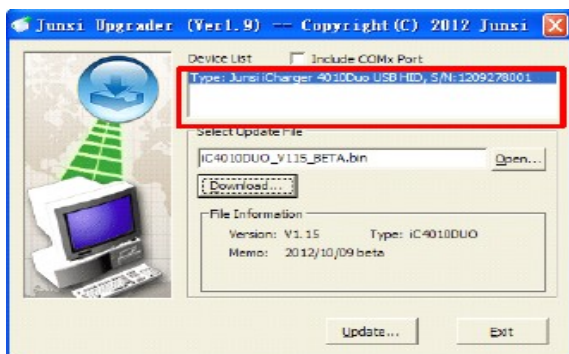 Junsi Upgrader (Ver1.9) -- Copyright(C) 2012 Junsi
Device List Include COMx Port
Type: Junsi iCharger 4010Duo USB HID, S/N:1209278001
Select Update File
iC4010DUO_V115_BETA.bin Open...
Download...
File Information
Version: V1.15 Type: iC4010DUO
Memo: 2012/10/09 beta
Update... Exit